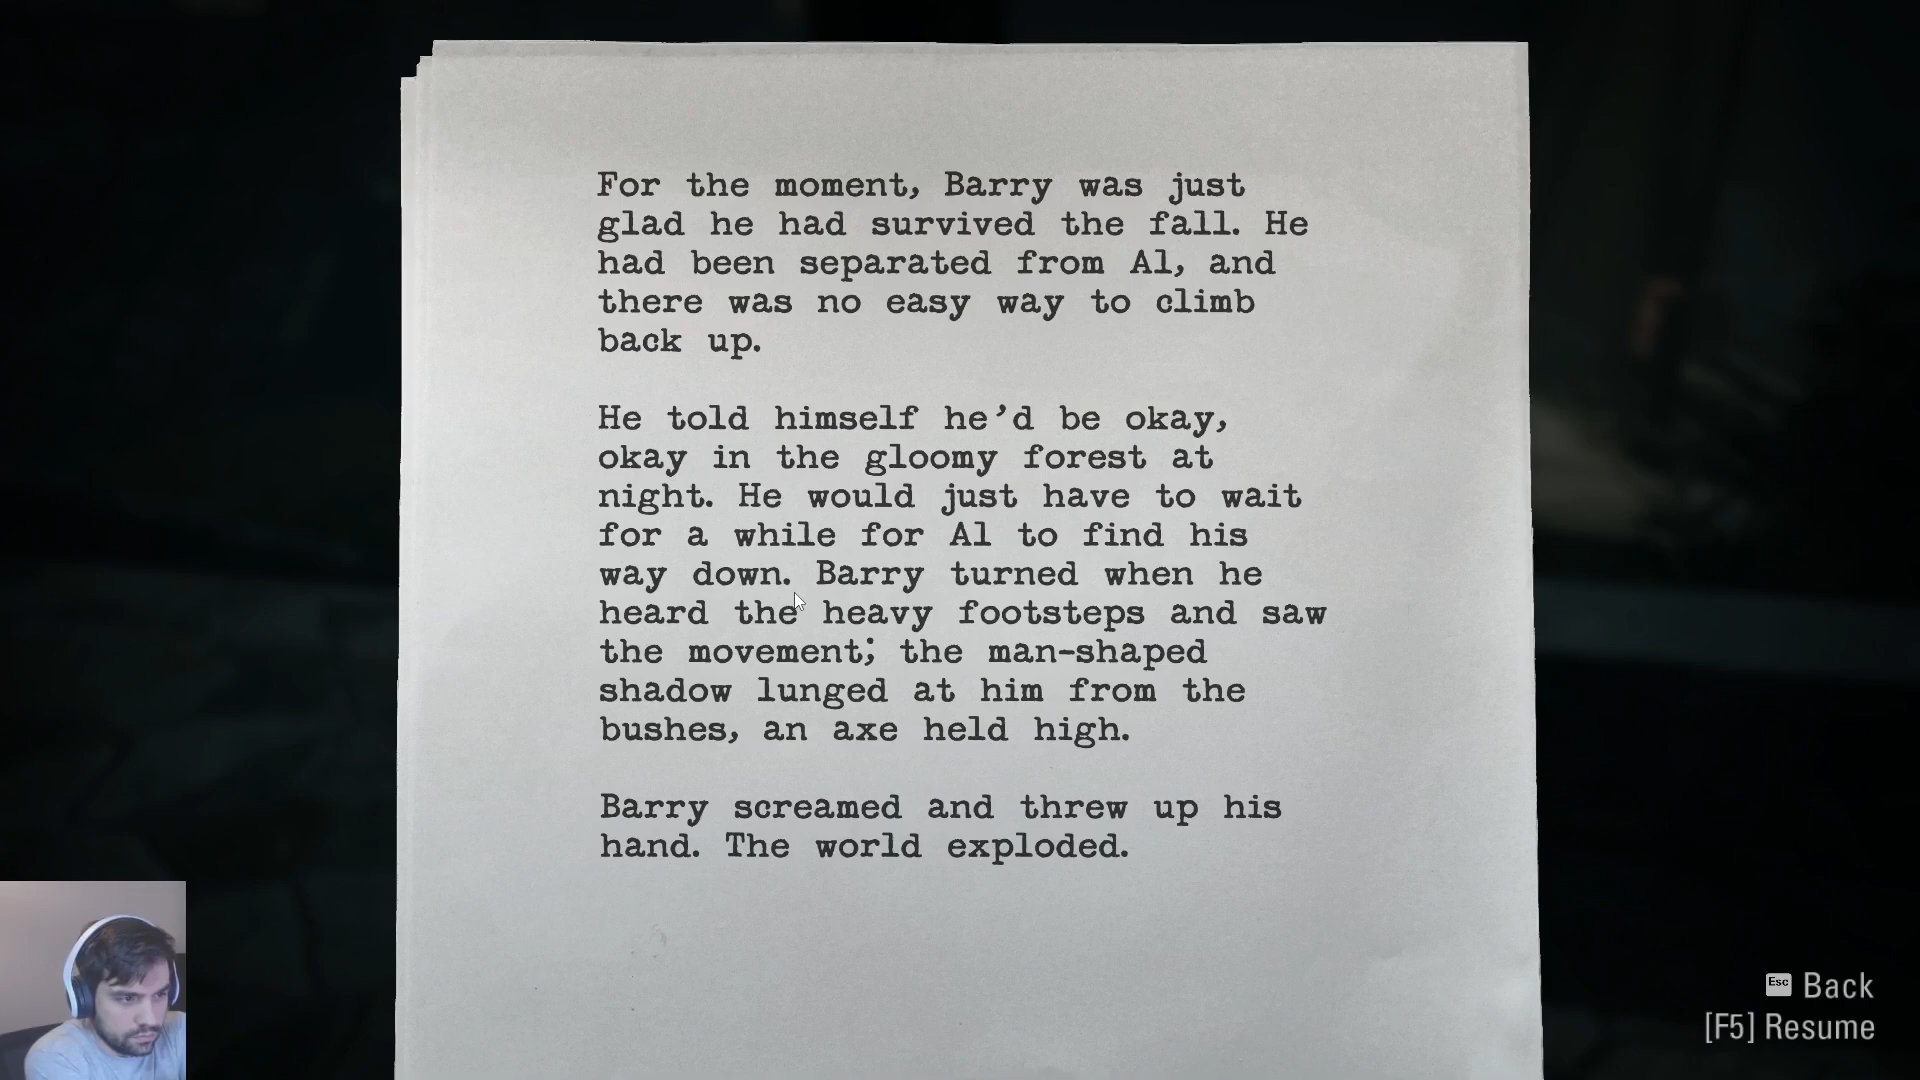 For the moment, Barry was just
glad he had survived the fall. He
had been separated from Al, and
there was no easy way to climb
back up.
He told himself he'd be okay,
okay in the gloomy forest at
night. He would just have to wait
for a while for Al to find his
way down. Barry turned when he
heard the heavy footsteps and saw
the movement; the man-shaped
shadow lunged at him from the
bushes, an axe held high.
Barry screamed and threw up his
hand. The world exploded.
Esc Back
[F5] Resume